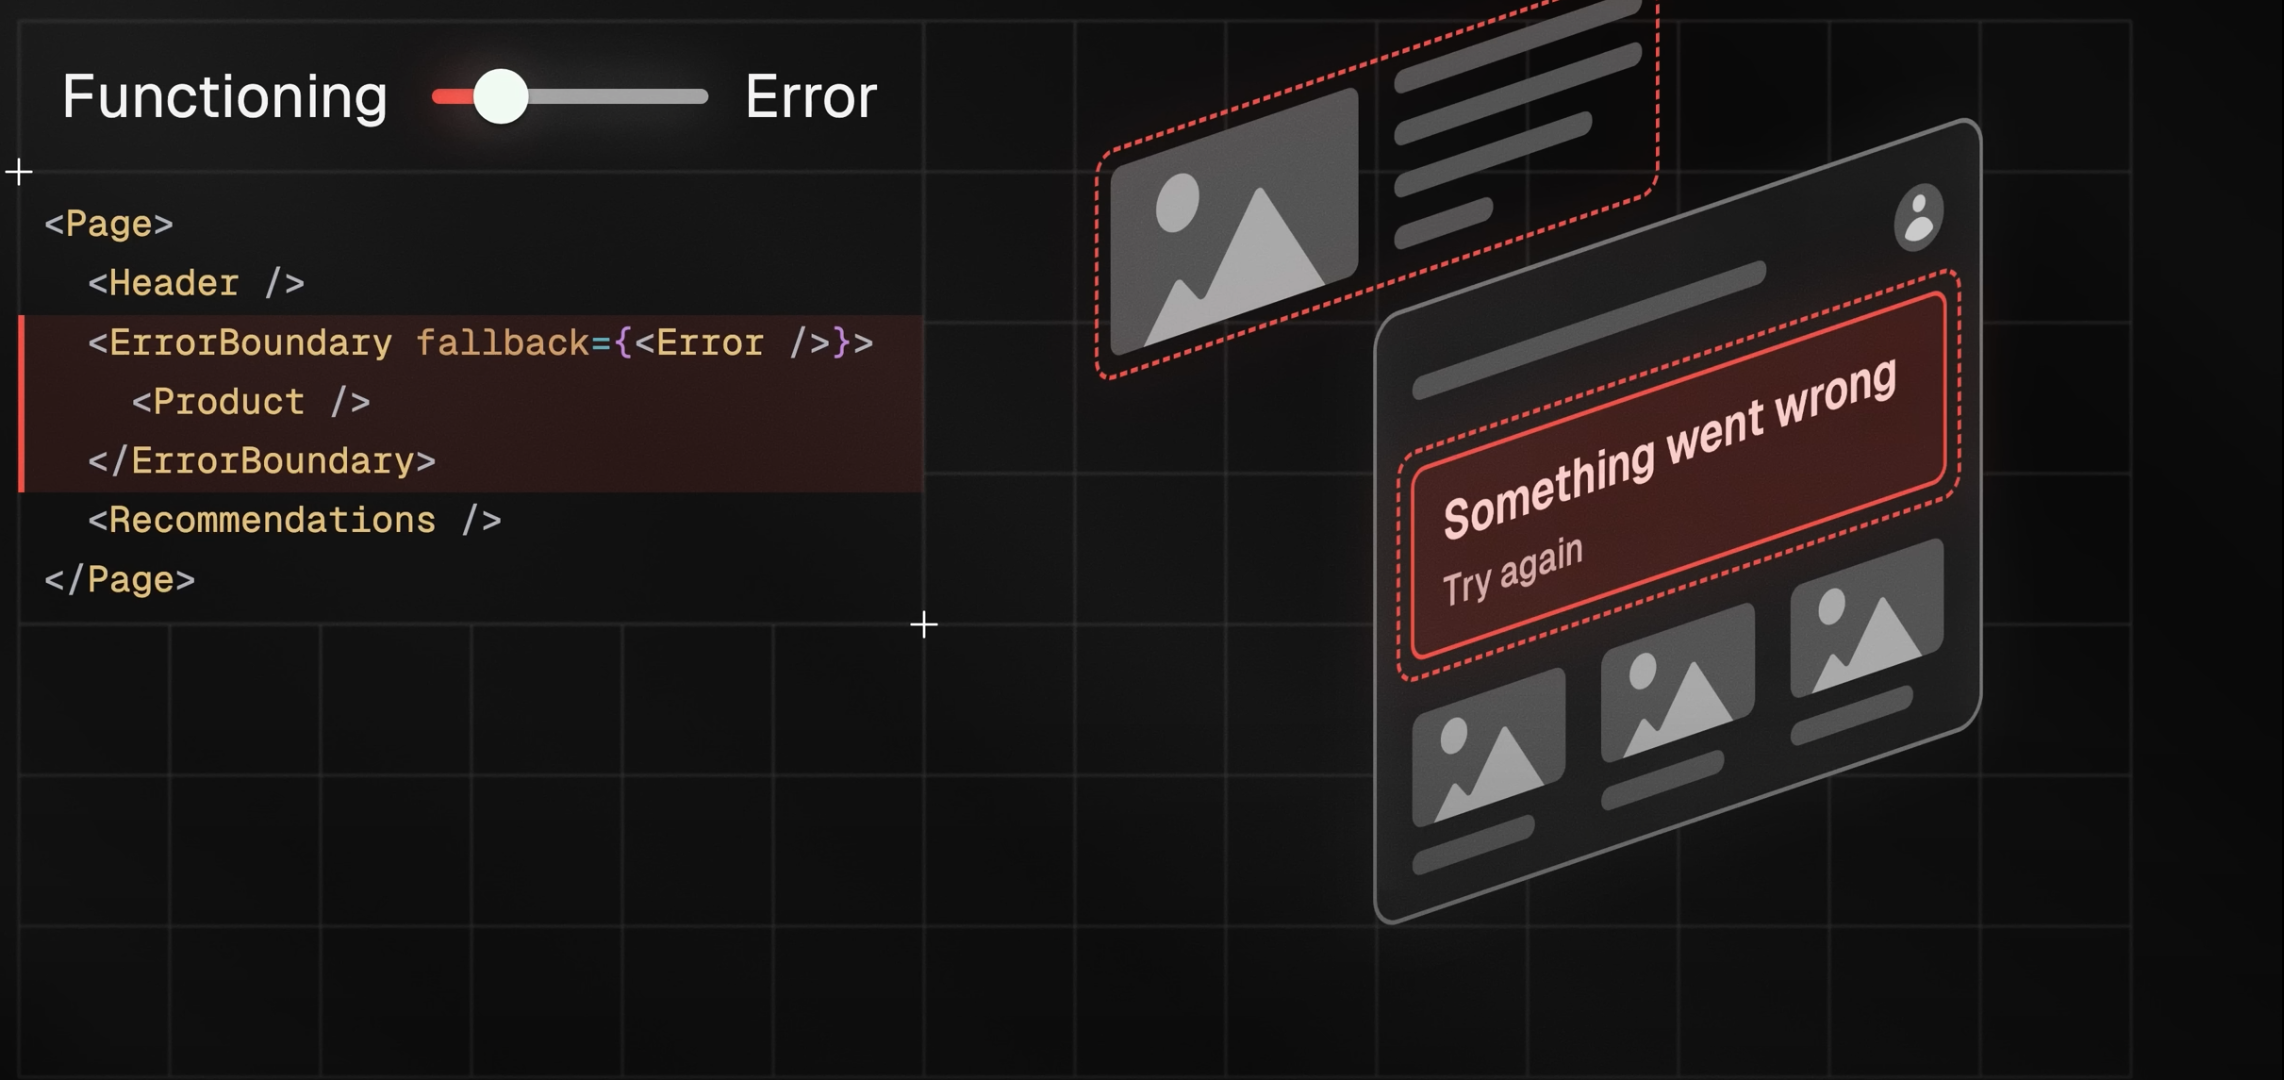 Functioning
Error
<Page>
  <Header />
  <ErrorBoundary fallback={<Error />}>
    <Product />
  </ErrorBoundary>
  <Recommendations />
</Page>
Something went wrong
Try again